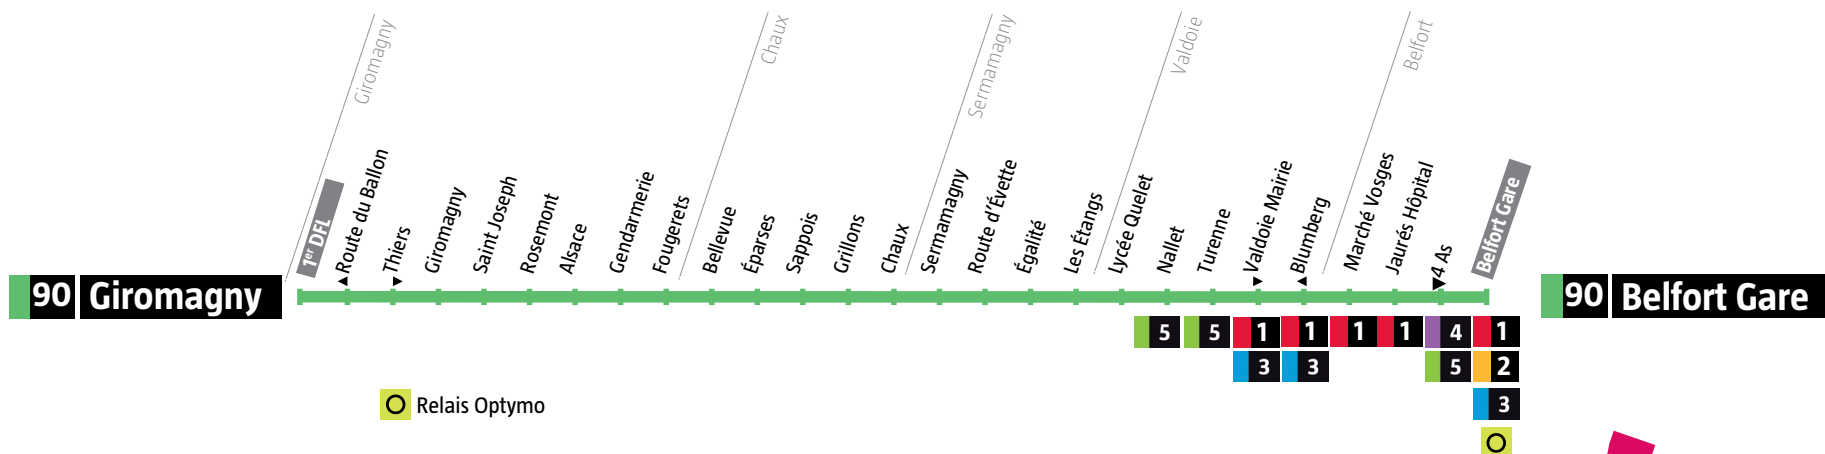 Giromagny
Chaux
Sermamagny
Valdoie
Belfort
1er DFL
Route du Ballon
Thiers
Giromagny
Saint Joseph
Rosemont
Alsace
Gendarmerie
Fougerets
Bellevue
Éparses
Sappois
Grillons
Chaux
Sermamagny
Route d'Évette
Égalité
Les Étangs
Lycée Quelet
Nallet
Turenne
Valdoie Mairie
Blumberg
Marché Vosges
Jaurés Hôpital
4 As
Belfort Gare
90 Giromagny
90 Belfort Gare
5 5 1 1 1 1 4 1
3 3 5 2
3
Relais Optymo